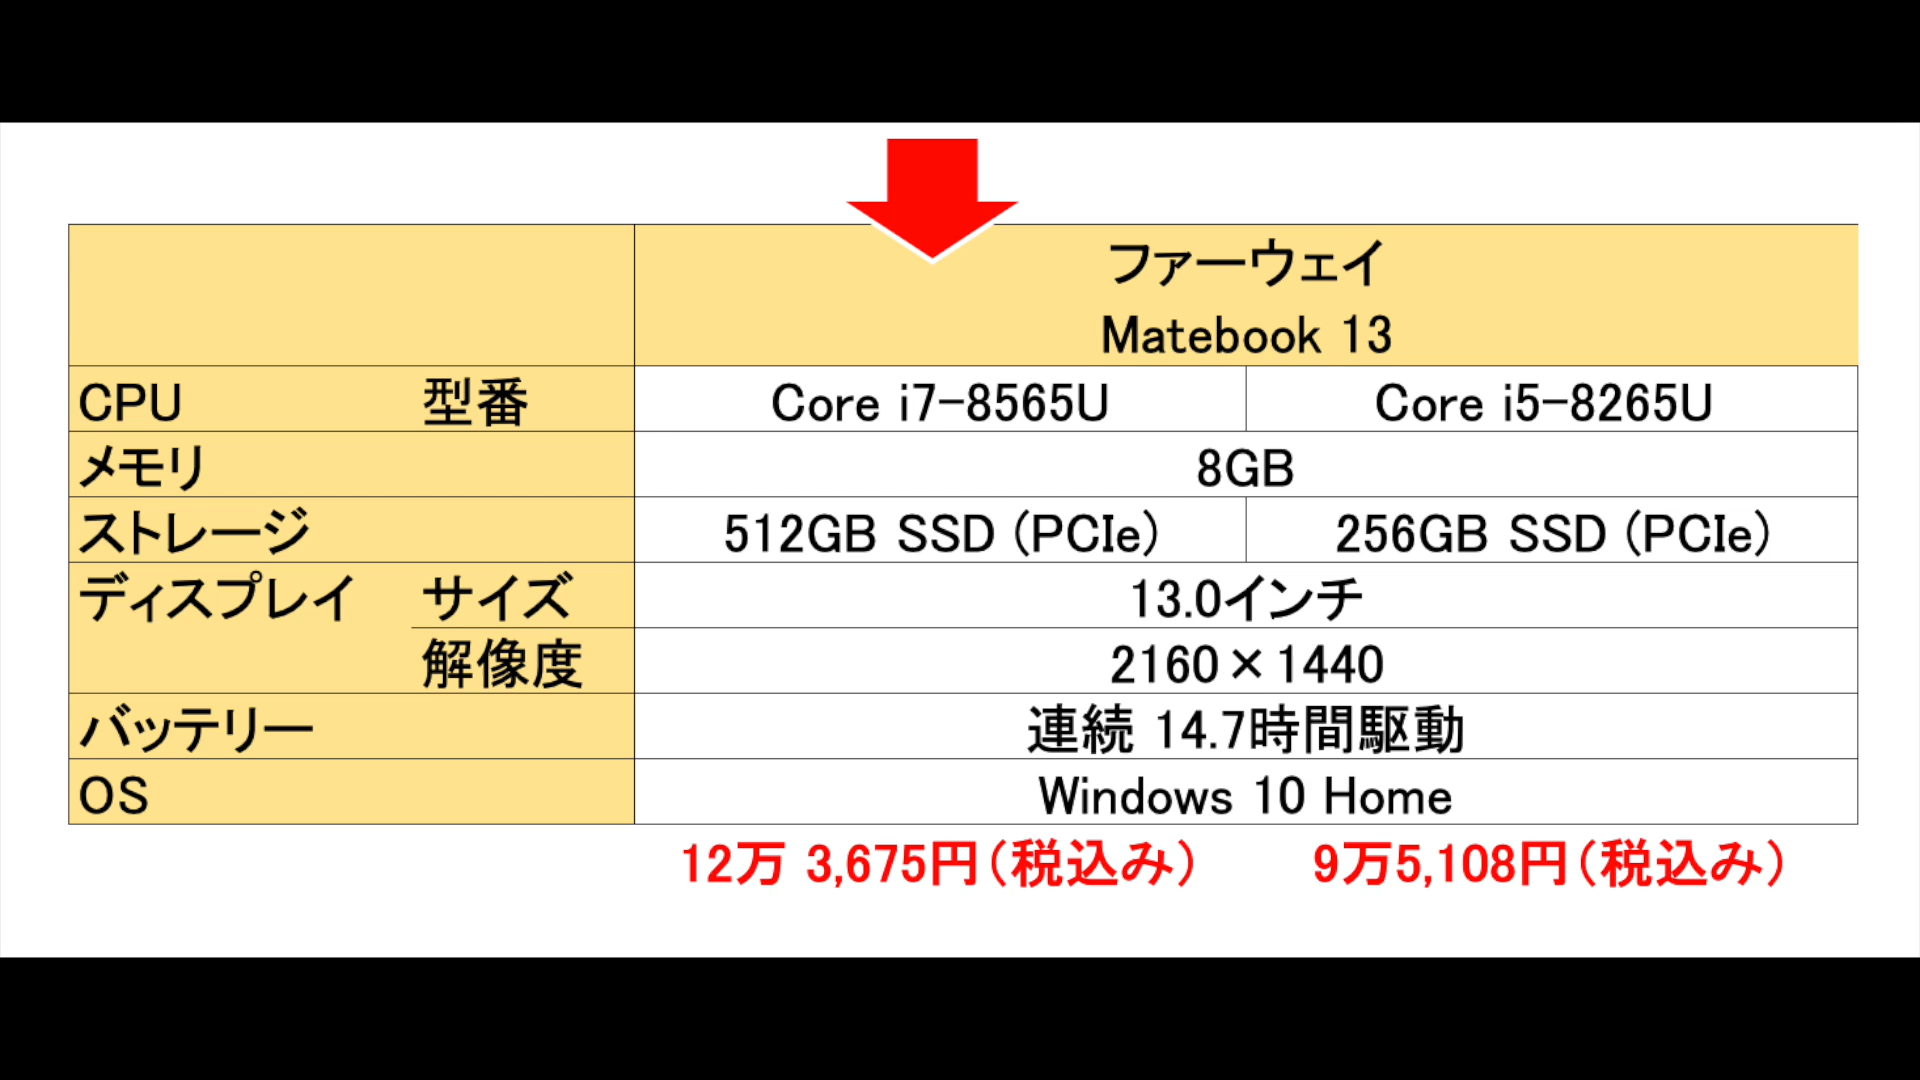 ファーウェイ
Matebook 13
CPU 型番 Core i7-8565U Core i5-8265U
メモリ 8GB
ストレージ 512GB SSD (PCIe) 256GB SSD (PCIe)
ディスプレイ サイズ 13.0インチ
解像度 2160×1440
バッテリー 連続 14.7時間駆動
OS Windows 10 Home
12万 3,675円(税込み) 9万5,108円(税込み)